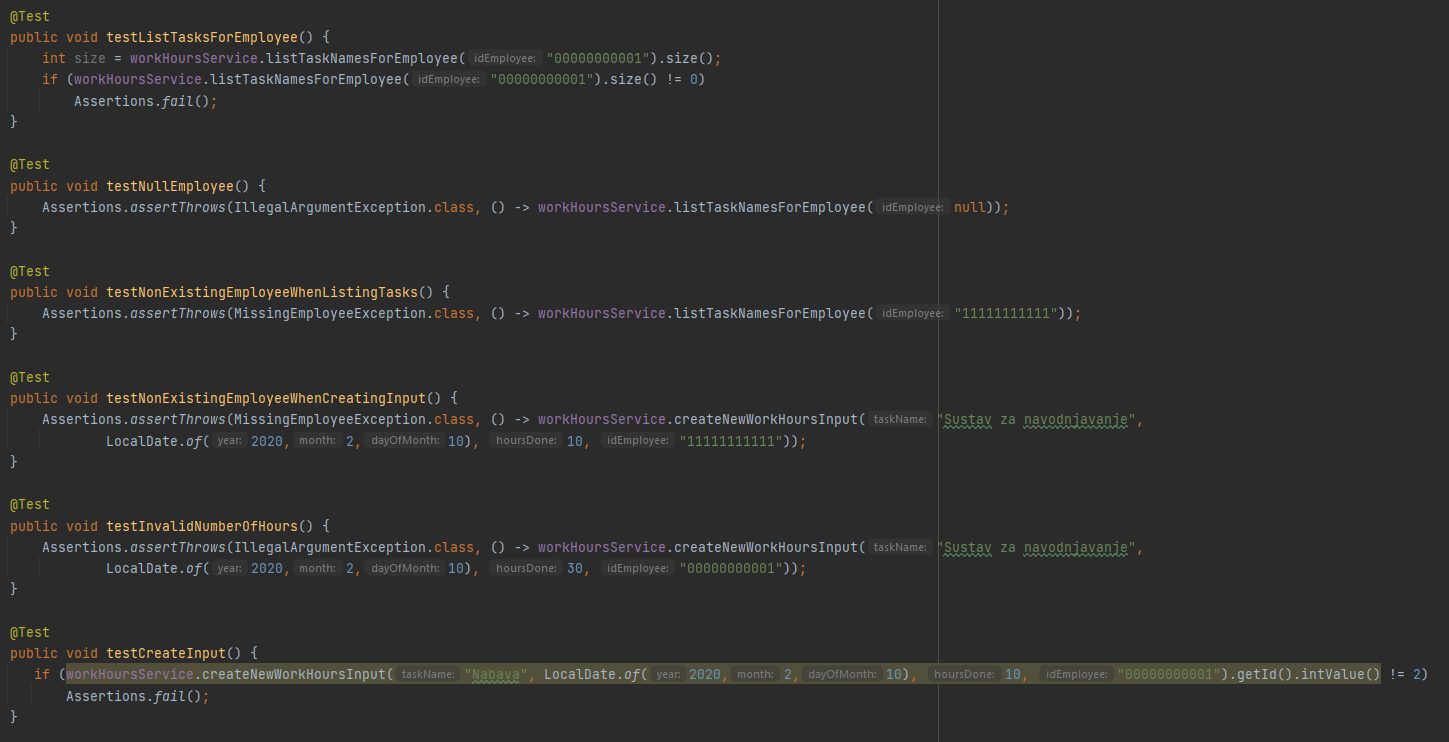 @Test
public void testListTasksForEmployee() {
int size = workHoursService.listTaskNamesForEmployee( idEmployee: "00000000001").size();
if (workHoursService.listTaskNamesForEmployee( idEmployee: "00000000001").size() != 0)
Assertions.fail();
}
@Test
public void testNullEmployee() {
Assertions.assertThrows(IllegalArgumentException.class, () -> workHoursService.listTaskNamesForEmployee( idEmployee: null));
}
@Test
public void testNonExistingEmployeeWhenListingTasks() {
Assertions.assertThrows(MissingEmployeeException.class, () -> workHoursService.listTaskNamesForEmployee( idEmployee: "11111111111"));
}
@Test
public void testNonExistingEmployeeWhenCreatingInput() {
Assertions.assertThrows(MissingEmployeeException.class, () -> workHoursService.createNewWorkHoursInput( taskName: "Sustav za navodnjavanje",
LocalDate.of( year: 2020, month: 2, dayOfMonth: 10), hoursDone: 10, idEmployee: "11111111111"));
}
@Test
public void testInvalidNumberOfHours() {
Assertions.assertThrows(IllegalArgumentException.class, () -> workHoursService.createNewWorkHoursInput( taskName: "Sustav za navodnjavanje",
LocalDate.of( year: 2020, month: 2, dayOfMonth: 10), hoursDone: 30, idEmployee: "00000000001"));
}
@Test
public void testCreateInput() {
if (workHoursService.createNewWorkHoursInput( taskName: "Nabava", LocalDate.of( year: 2020, month: 2, dayOfMonth: 10), hoursDone: 10, idEmployee: "00000000001").getId().intValue() != 2)
Assertions.fail();
}